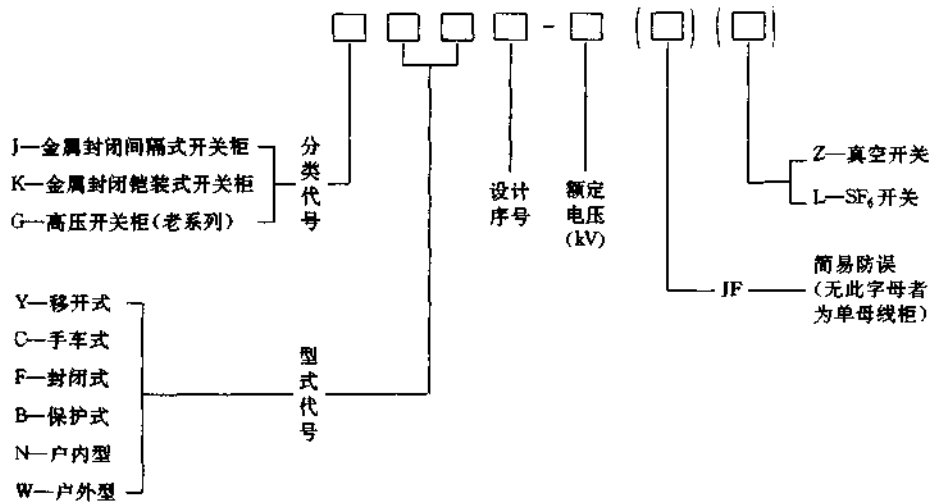 - ( ) ( )
J—金属封闭间隔式开关柜
K—金属封闭铠装式开关柜
G—高压开关柜(老系列)
分类代号
Y—移开式
C—手车式
F—封闭式
B—保护式
N—户内型
W—户外型
型式代号
设计
序号
额定
电压
(kV)
Z—真空开关
L—SF₆开关
JF
简易防误
(无此字母者
为单母线柜)